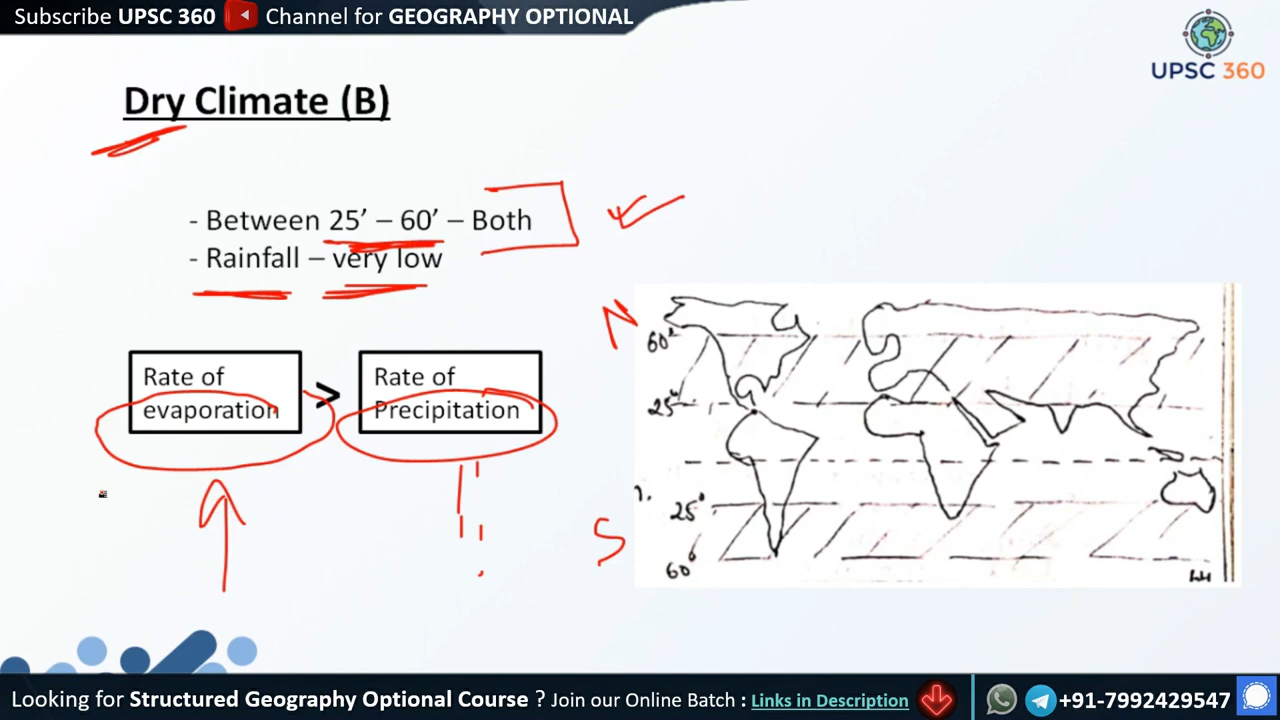 Subscribe UPSC 360 Channel for GEOGRAPHY OPTIONAL
UPSC 360
Dry Climate (B)
- Between 25’ – 60’ – Both
- Rainfall – very low
Rate of
evaporation
>
Rate of
Precipitation
N
60°
25°
25°
S
60°
Looking for Structured Geography Optional Course ? Join our Online Batch : Links in Description
+91-7992429547